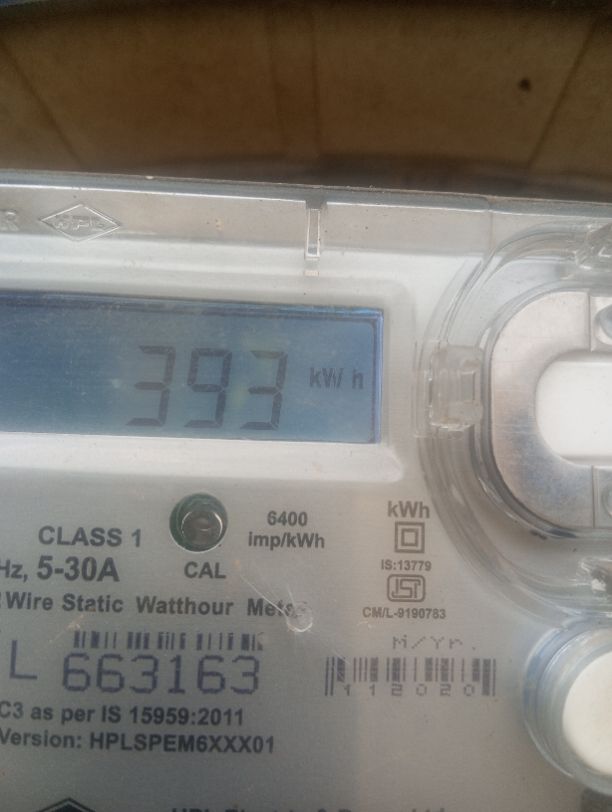 R HPL
393 kWh
CLASS 1
6400
imp/kWh
kWh
Hz, 5-30A
CAL
IS:13779
ISI
Wire Static Watthour Meter
CM/L-9190783
M/Yr.
L 663163
112020
C3 as per IS 15959:2011
Version: HPLSPEM6XXX01